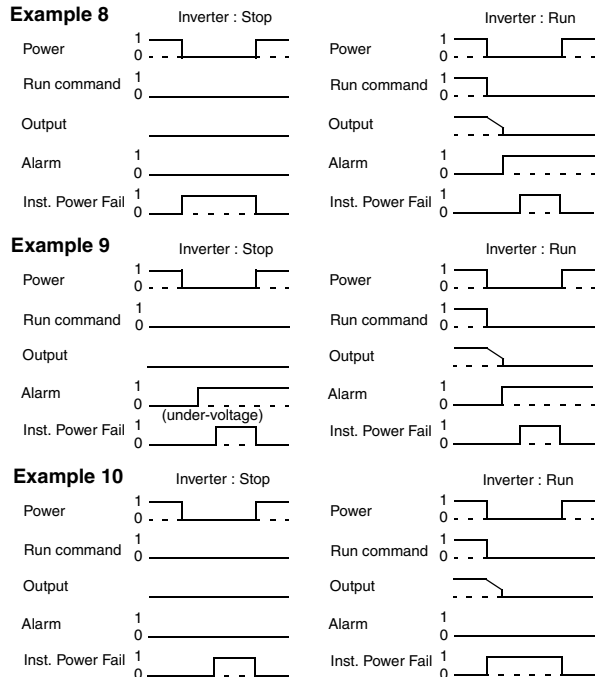 Example 8
Inverter : Stop
Inverter : Run
Power 1 0
Power 1 0
Run command 1 0
Run command 1 0
Output
Output
Alarm 1 0
Alarm 1 0
Inst. Power Fail 1 0
Inst. Power Fail 1 0
Example 9
Inverter : Stop
Inverter : Run
Power 1 0
Power 1 0
Run command 1 0
Run command 1 0
Output
Output
Alarm 1 0
Alarm 1 0
(under-voltage)
Inst. Power Fail 1 0
Inst. Power Fail 1 0
Example 10
Inverter : Stop
Inverter : Run
Power 1 0
Power 1 0
Run command 1 0
Run command 1 0
Output
Output
Alarm 1 0
Alarm 1 0
Inst. Power Fail 1 0
Inst. Power Fail 1 0